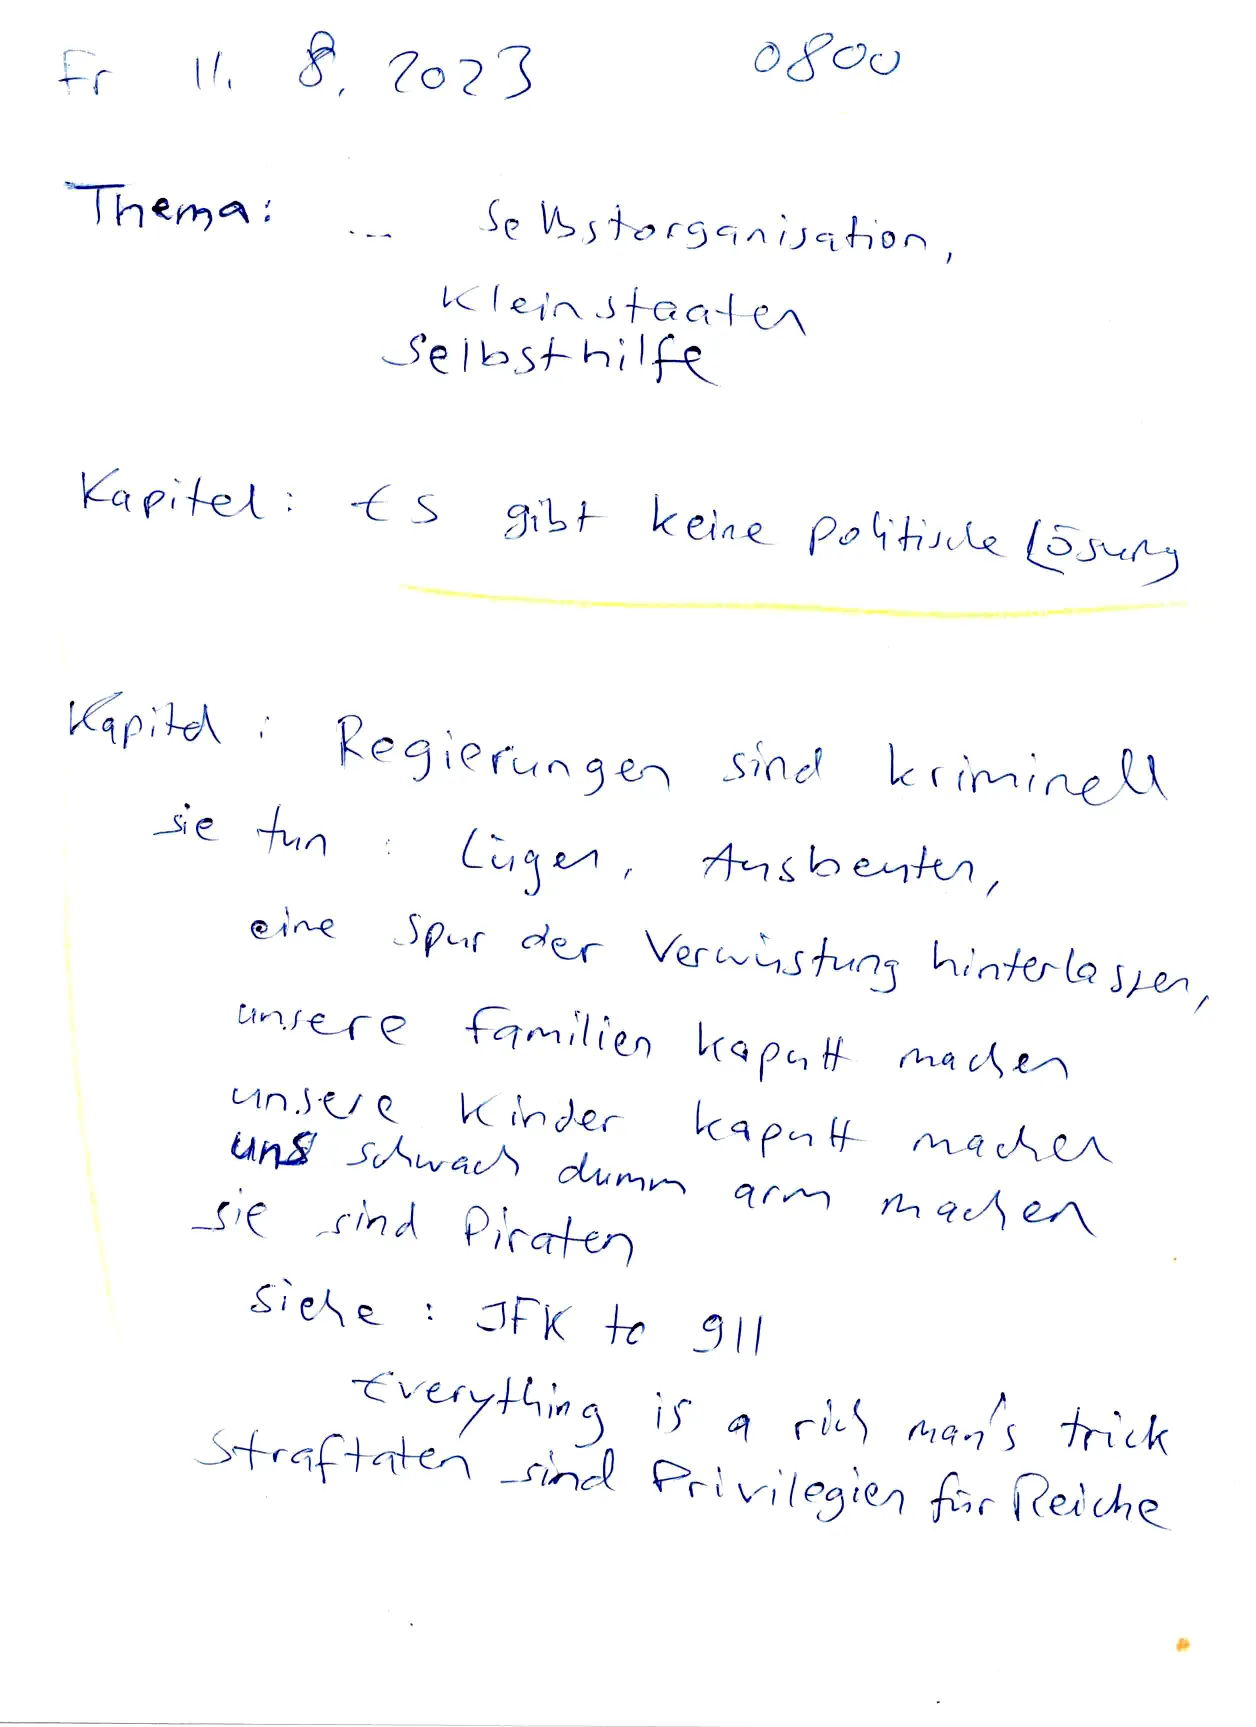 Fr 11. 8. 2023 0800
Thema: ... Selbstorganisation,
Kleinstaaten
Selbsthilfe
Kapitel: Es gibt keine politische Lösung
Kapitel: Regierungen sind kriminell
sie tun: Lügen, Ausbeuten,
eine Spur der Verwüstung hinterlassen,
unsere Familien kaputt machen
unsere Kinder kaputt machen
uns schwach dumm arm machen
sie sind Piraten
siehe: JFK to 911
Everything is a rich man's trick
Straftaten sind Privilegien für Reiche